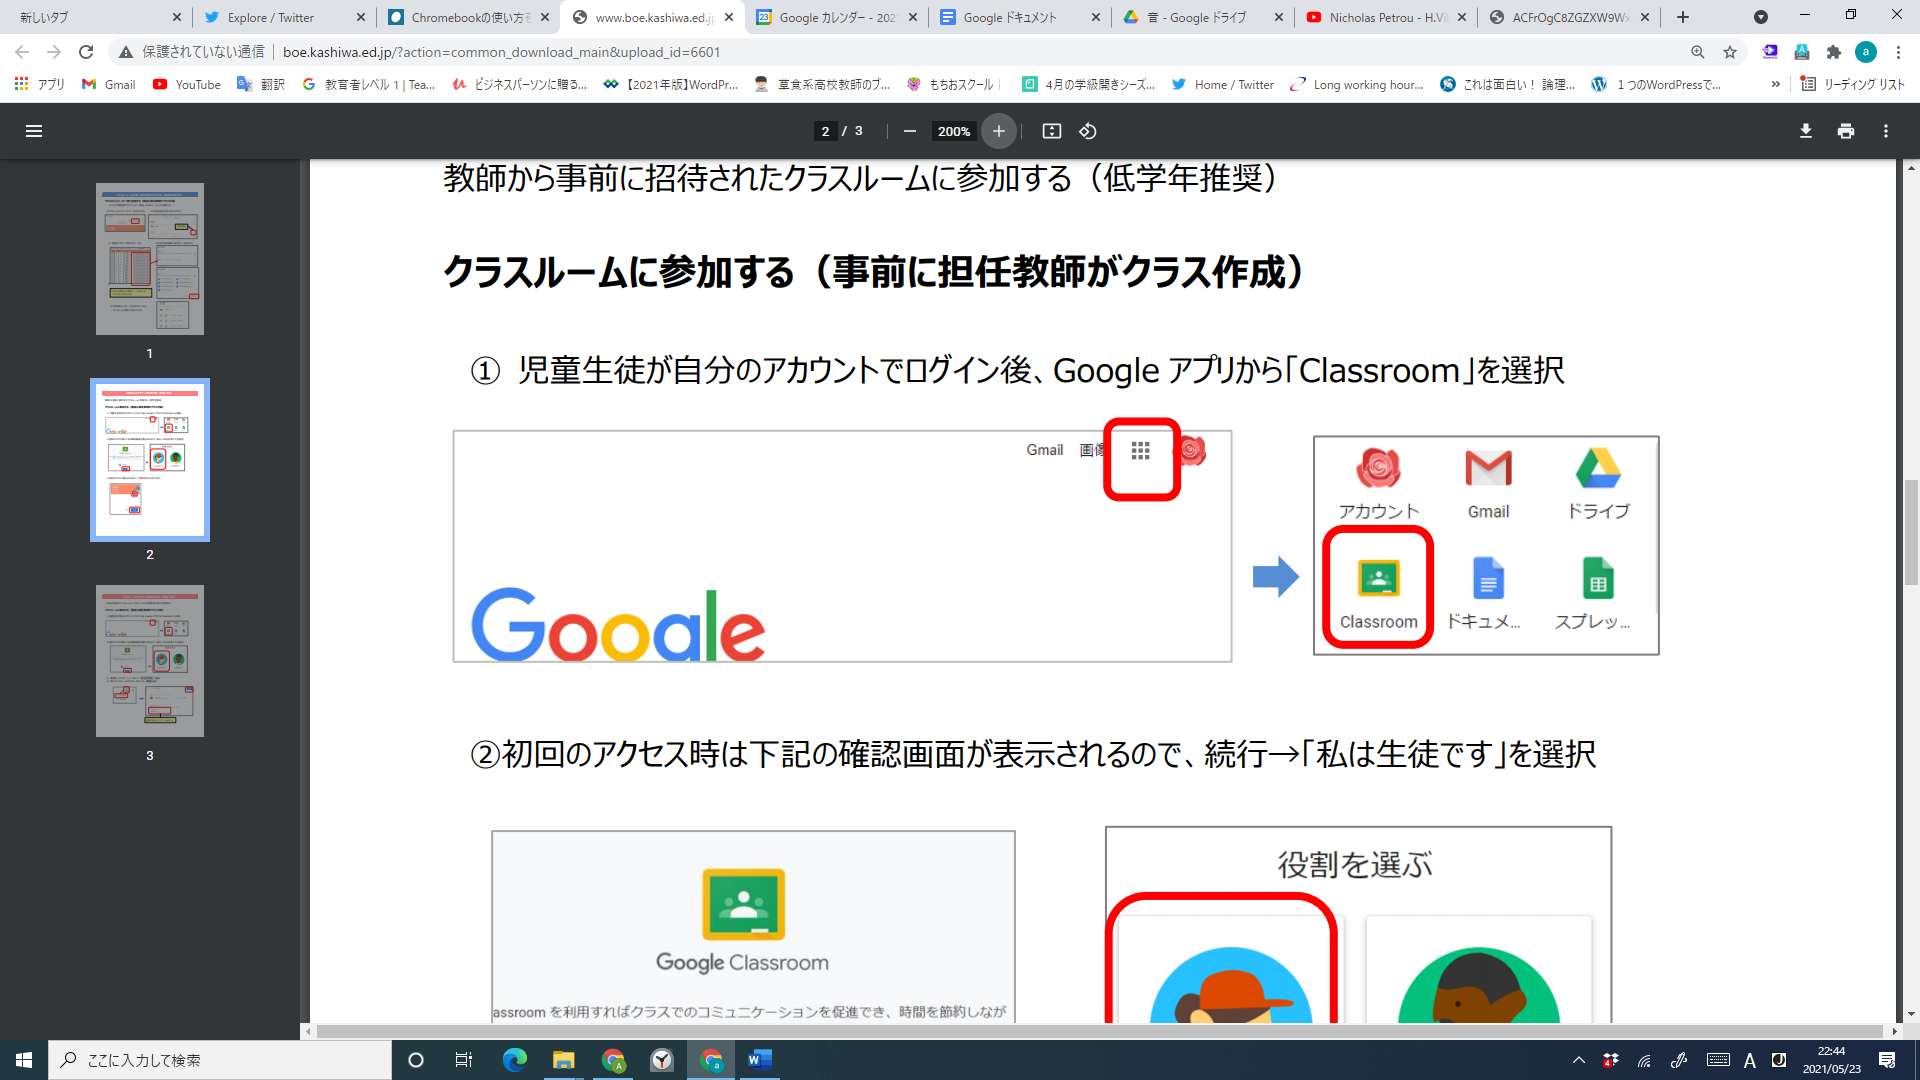 新しいタブ
Explore / Twitter
Chromebookの使い方を
www.boe.kashiwa.ed.jp
Google カレンダー - 2021
Google ドキュメント
音 - Google ドライブ
Nicholas Petrou - H.Vi
ACFrOgC8ZGZXW9Wx
保護されていない通信
boe.kashiwa.ed.jp/?action=common_download_main&upload_id=6601
a
アプリ
Gmail
YouTube
翻訳
教育者レベル 1 | Tea...
ビジネスパーソンに贈る...
【2021年版】WordPr...
草食系高校教師のブ...
もちおスクール |
4月の学級開きシーズ...
Home / Twitter
Long working hour...
これは面白い！ 論理...
1 つのWordPressで...
»
リーディング リスト
2 / 3
200%
1
2
3
教師から事前に招待されたクラスルームに参加する（低学年推奨）
クラスルームに参加する（事前に担任教師がクラス作成）
① 児童生徒が自分のアカウントでログイン後、Google アプリから「Classroom」を選択
Gmail 画像
Google
アカウント
Gmail
ドライブ
Classroom
ドキュメ...
スプレッ...
②初回のアクセス時は下記の確認画面が表示されるので、続行→「私は生徒です」を選択
Google Classroom
assroom を利用すればクラスでのコミュニケーションを促進でき、時間を節約しなが
役割を選ぶ
ここに入力して検索
A
22:44
2021/05/23